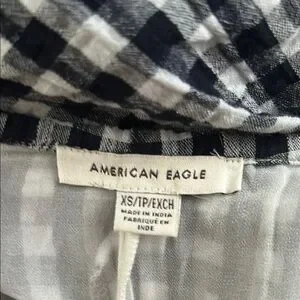 AMERICAN EAGLE
XS/TP/EXCH
MADE IN INDIA
FABRIQUÉ EN
INDE